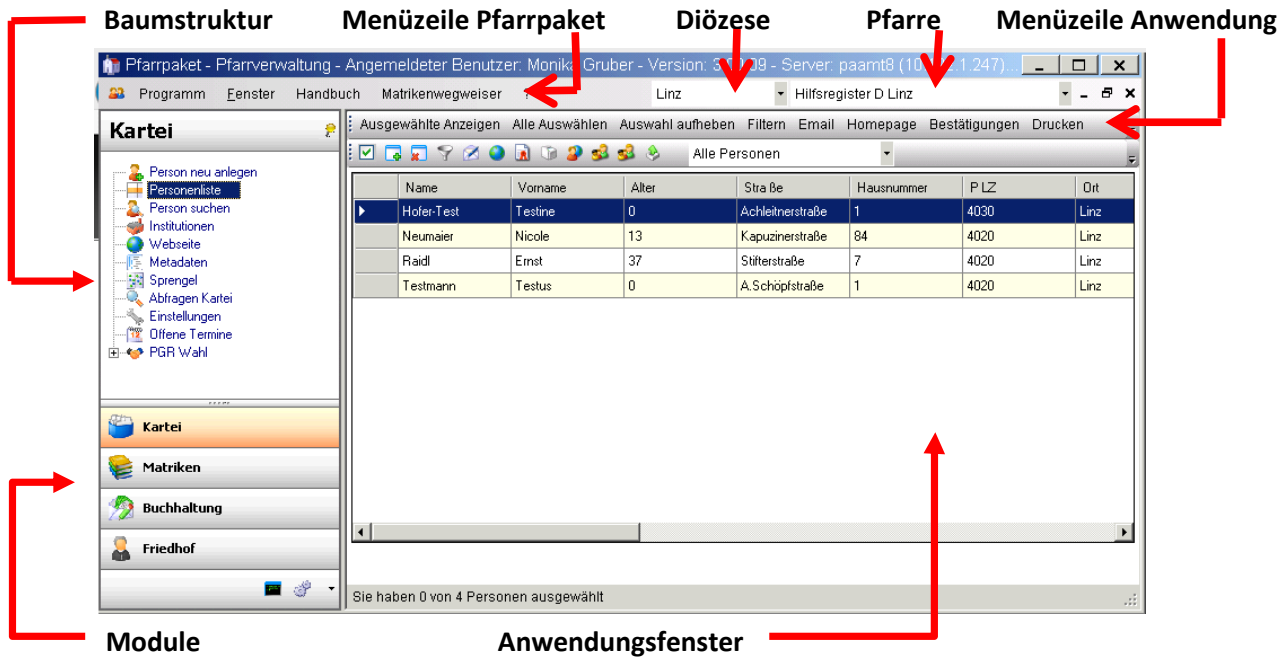 Baumstruktur Menüzeile Pfarrpaket Diözese Pfarre Menüzeile Anwendung
Pfarrpaket - Pfarrverwaltung - Angemeldeter Benutzer: Monika Gruber - Version: - Server: paamt8
Programm Fenster Handbuch Matrikenwegweiser ? Linz Hilfsregister D Linz
Kartei
Ausgewählte Anzeigen Alle Auswählen Auswahl aufheben Filtern Email Homepage Bestätigungen Drucken
Alle Personen
Person neu anlegen
Personenliste
Person suchen
Institutionen
Webseite
Metadaten
Sprengel
Abfragen Kartei
Einstellungen
Offene Termine
PGR Wahl
Name Vorname Alter Straße Hausnummer PLZ Ort
Hofer-Test Testine 0 Achleitnerstraße 1 4030 Linz
Neumaier Nicole 13 Kapuzinerstraße 84 4020 Linz
Raidl Ernst 37 Stifterstraße 7 4020 Linz
Testmann Testus 0 A.Schöpfstraße 1 4020 Linz
Kartei
Matriken
Buchhaltung
Friedhof
Sie haben 0 von 4 Personen ausgewählt
Module Anwendungsfenster